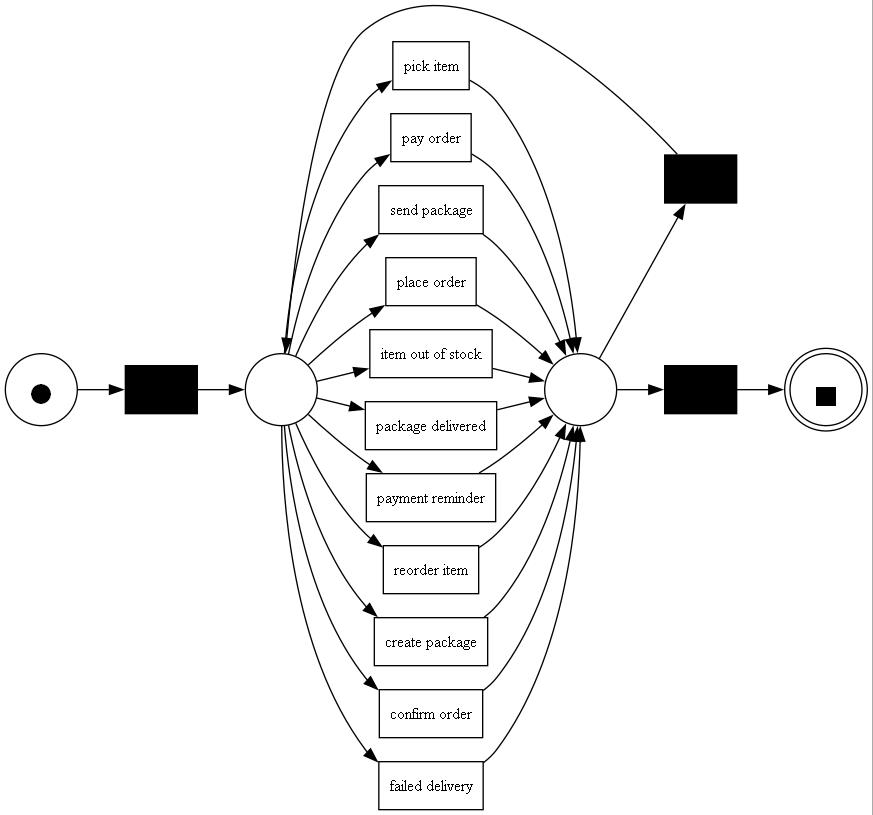 pick item
pay order
send package
place order
item out of stock
package delivered
payment reminder
reorder item
create package
confirm order
failed delivery